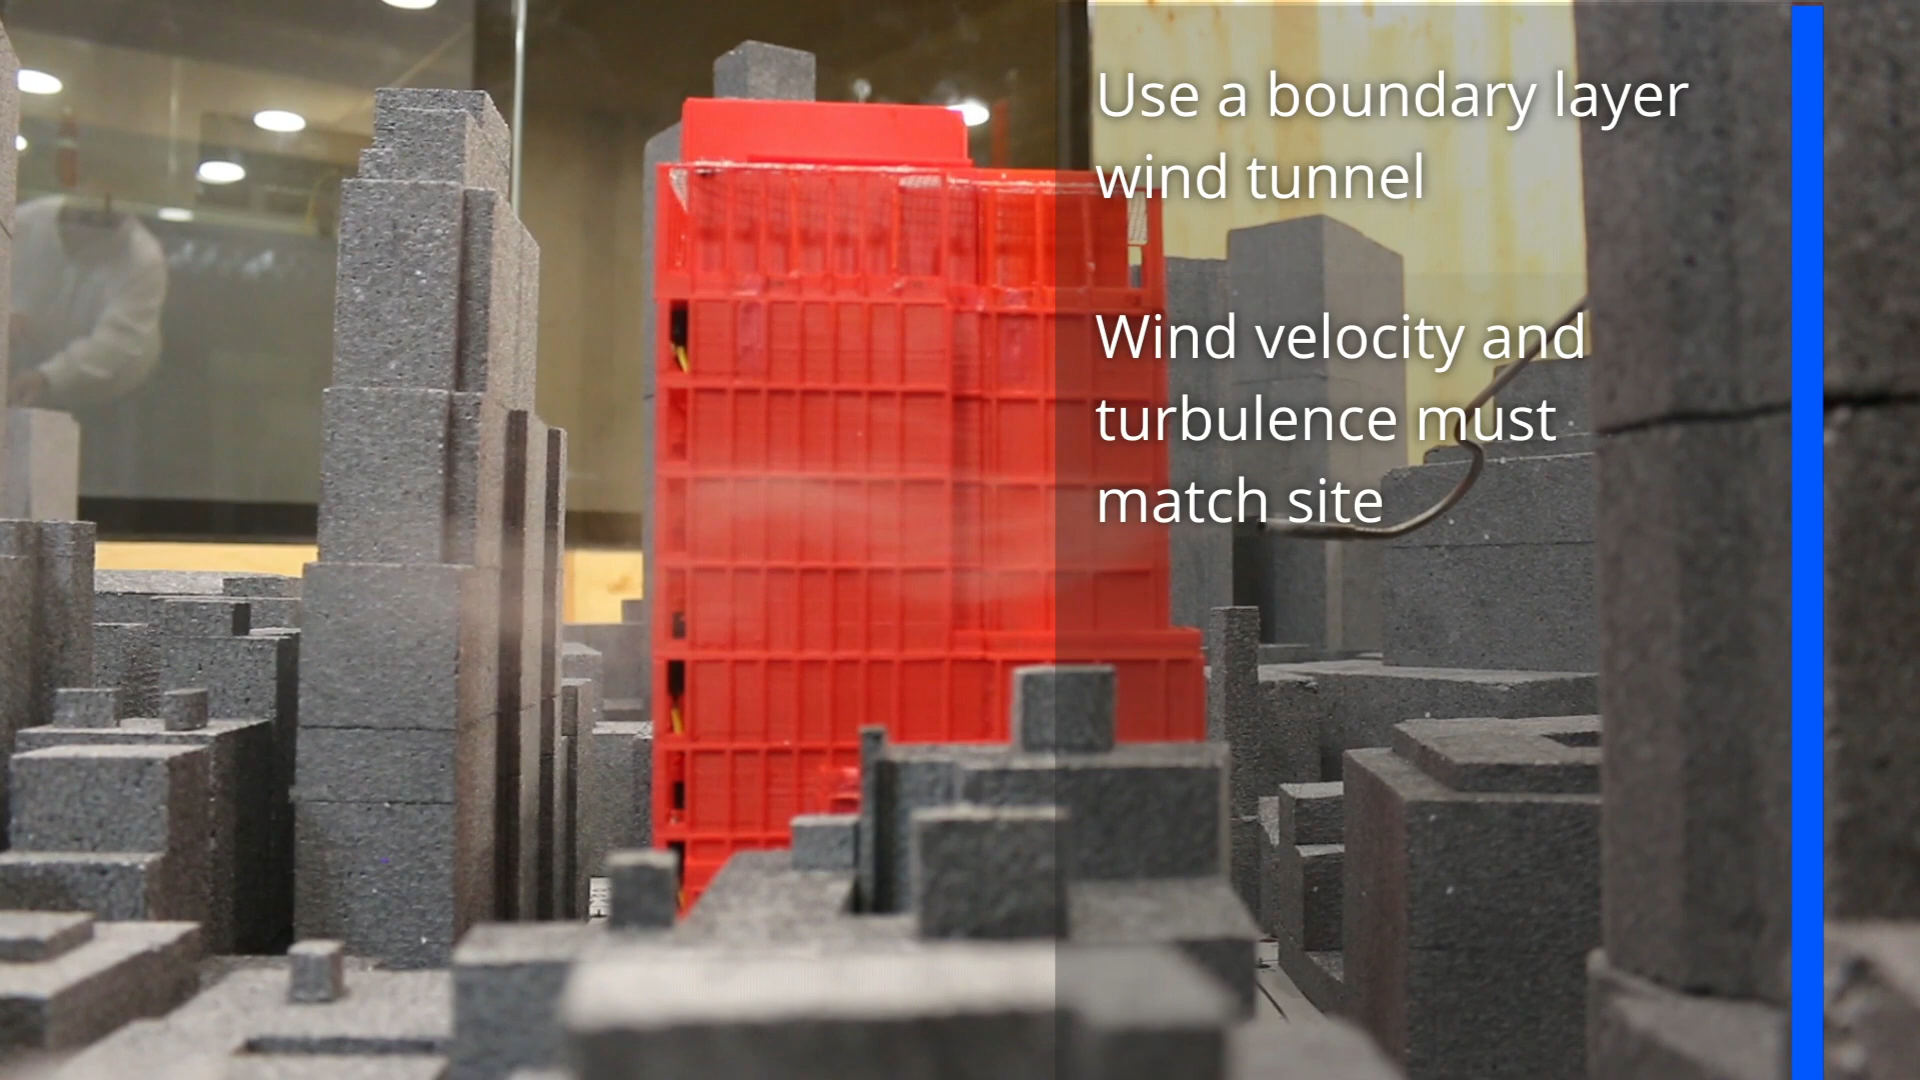 Use a boundary layer
wind tunnel
Wind velocity and
turbulence must
match site